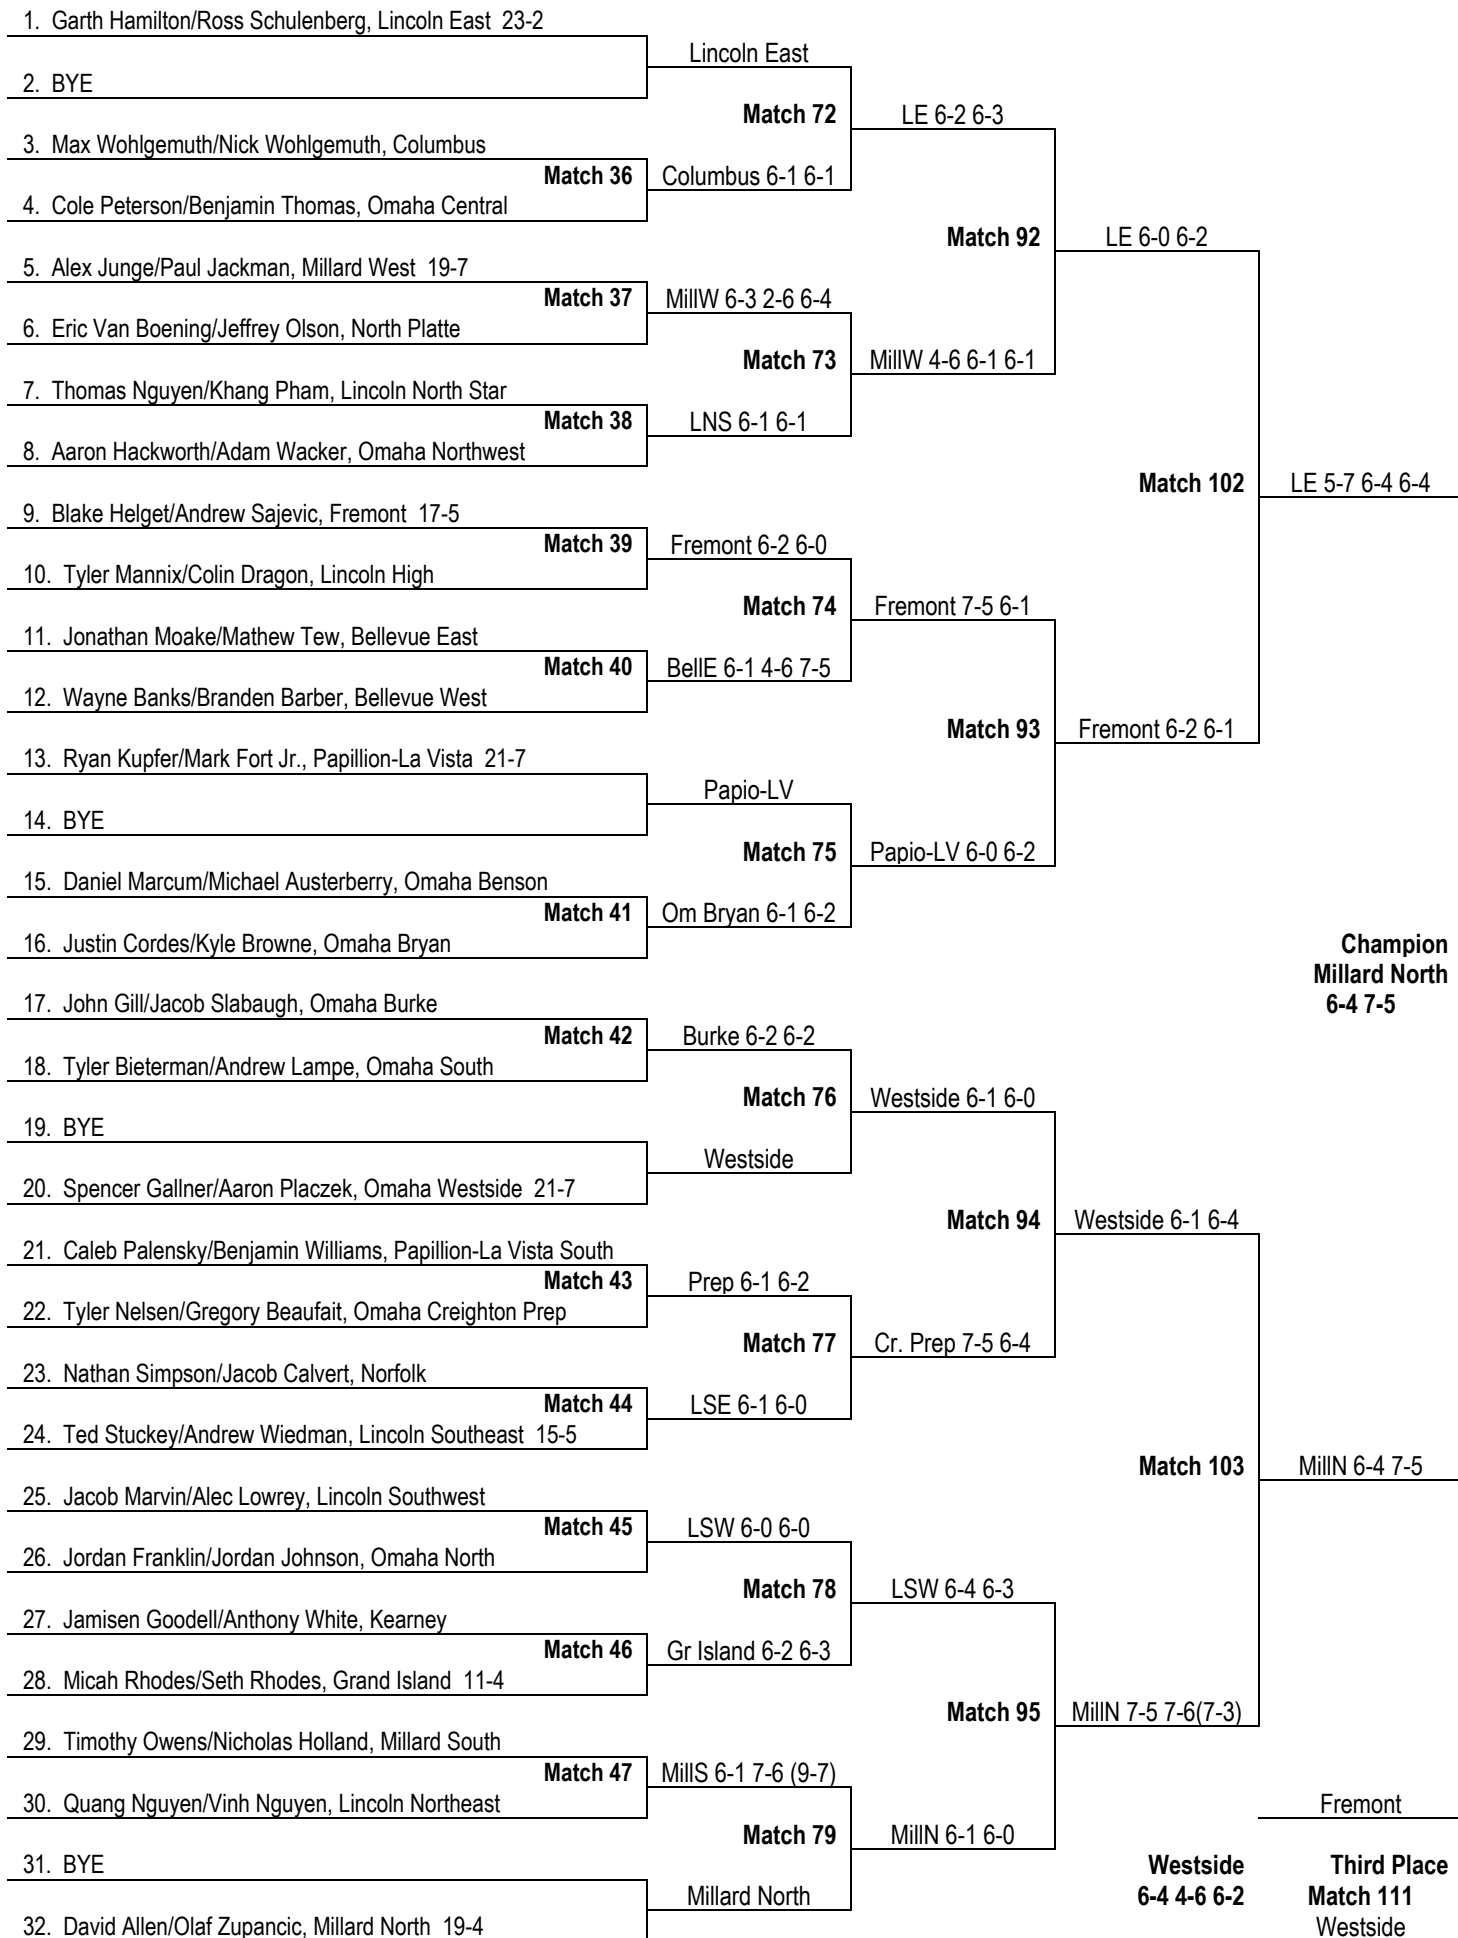 1. Garth Hamilton/Ross Schulenberg, Lincoln East 23-2
Lincoln East
2. BYE
Match 72
LE 6-2 6-3
3. Max Wohlgemuth/Nick Wohlgemuth, Columbus
Match 36
Columbus 6-1 6-1
4. Cole Peterson/Benjamin Thomas, Omaha Central
Match 92
LE 6-0 6-2
5. Alex Junge/Paul Jackman, Millard West 19-7
Match 37
MillW 6-3 2-6 6-4
6. Eric Van Boening/Jeffrey Olson, North Platte
Match 73
MillW 4-6 6-1 6-1
7. Thomas Nguyen/Khang Pham, Lincoln North Star
Match 38
LNS 6-1 6-1
8. Aaron Hackworth/Adam Wacker, Omaha Northwest
Match 102
LE 5-7 6-4 6-4
9. Blake Helget/Andrew Sajevic, Fremont 17-5
Match 39
Fremont 6-2 6-0
10. Tyler Mannix/Colin Dragon, Lincoln High
Match 74
Fremont 7-5 6-1
11. Jonathan Moake/Mathew Tew, Bellevue East
Match 40
BellE 6-1 4-6 7-5
12. Wayne Banks/Branden Barber, Bellevue West
Match 93
Fremont 6-2 6-1
13. Ryan Kupfer/Mark Fort Jr., Papillion-La Vista 21-7
Papio-LV
14. BYE
Match 75
Papio-LV 6-0 6-2
15. Daniel Marcum/Michael Austerberry, Omaha Benson
Match 41
Om Bryan 6-1 6-2
16. Justin Cordes/Kyle Browne, Omaha Bryan
Champion
Millard North
6-4 7-5
17. John Gill/Jacob Slabaugh, Omaha Burke
Match 42
Burke 6-2 6-2
18. Tyler Bieterman/Andrew Lampe, Omaha South
Match 76
Westside 6-1 6-0
19. BYE
Westside
20. Spencer Gallner/Aaron Placzek, Omaha Westside 21-7
Match 94
Westside 6-1 6-4
21. Caleb Palensky/Benjamin Williams, Papillion-La Vista South
Match 43
Prep 6-1 6-2
22. Tyler Nelsen/Gregory Beaufait, Omaha Creighton Prep
Match 77
Cr. Prep 7-5 6-4
23. Nathan Simpson/Jacob Calvert, Norfolk
Match 44
LSE 6-1 6-0
24. Ted Stuckey/Andrew Wiedman, Lincoln Southeast 15-5
Match 103
MillN 6-4 7-5
25. Jacob Marvin/Alec Lowrey, Lincoln Southwest
Match 45
LSW 6-0 6-0
26. Jordan Franklin/Jordan Johnson, Omaha North
Match 78
LSW 6-4 6-3
27. Jamisen Goodell/Anthony White, Kearney
Match 46
Gr Island 6-2 6-3
28. Micah Rhodes/Seth Rhodes, Grand Island 11-4
Match 95
MillN 7-5 7-6(7-3)
29. Timothy Owens/Nicholas Holland, Millard South
Match 47
MillS 6-1 7-6 (9-7)
30. Quang Nguyen/Vinh Nguyen, Lincoln Northeast
Fremont
Match 79
MillN 6-1 6-0
31. BYE
Westside
Third Place
Millard North
6-4 4-6 6-2
Match 111
32. David Allen/Olaf Zupancic, Millard North 19-4
Westside